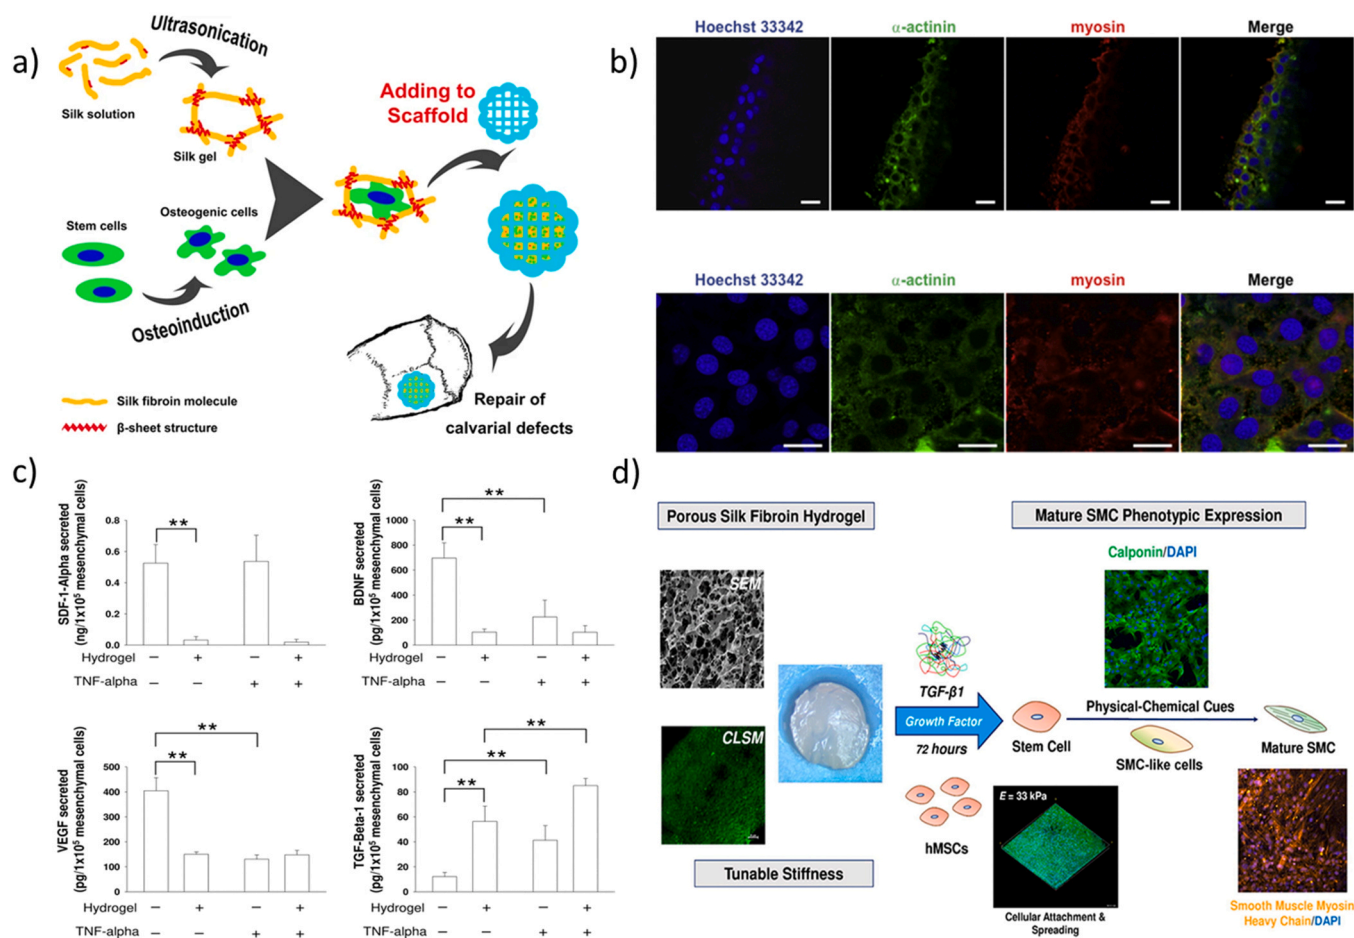 a)
Ultrasonication
Silk solution
Silk gel
Adding to
Scaffold
Stem cells
Osteogenic cells
Osteoinduction
Repair of
calvarial defects
Silk fibroin molecule
β-sheet structure
b)
Hoechst 33342
α-actinin
myosin
Merge
Hoechst 33342
α-actinin
myosin
Merge
c)
SDF-1-Alpha secreted
(ng/1x10⁵ mesenchymal cells)
0.8
0.6
0.4
0.2
0.0
**
Hydrogel − + − +
TNF-alpha − − + +
BDNF secreted
(pg/1x10⁵ mesenchymal cells)
1000
800
600
400
200
0
**
**
Hydrogel − + − +
TNF-alpha − − + +
VEGF secreted
(pg/1x10⁵ mesenchymal cells)
500
400
300
200
100
0
**
**
Hydrogel − + − +
TNF-alpha − − + +
TGF-Beta-1 secreted
(pg/1x10⁵ mesenchymal cells)
100
80
60
40
20
0
**
**
**
Hydrogel − + − +
TNF-alpha − − + +
d)
Porous Silk Fibroin Hydrogel
SEM
CLSM
Tunable Stiffness
TGF-β1
Growth Factor
72 hours
hMSCs
Mature SMC Phenotypic Expression
Calponin/DAPI
Stem Cell
Physical-Chemical Cues
SMC-like cells
Mature SMC
E = 33 kPa
Cellular Attachment &
Spreading
Smooth Muscle Myosin
Heavy Chain/DAPI